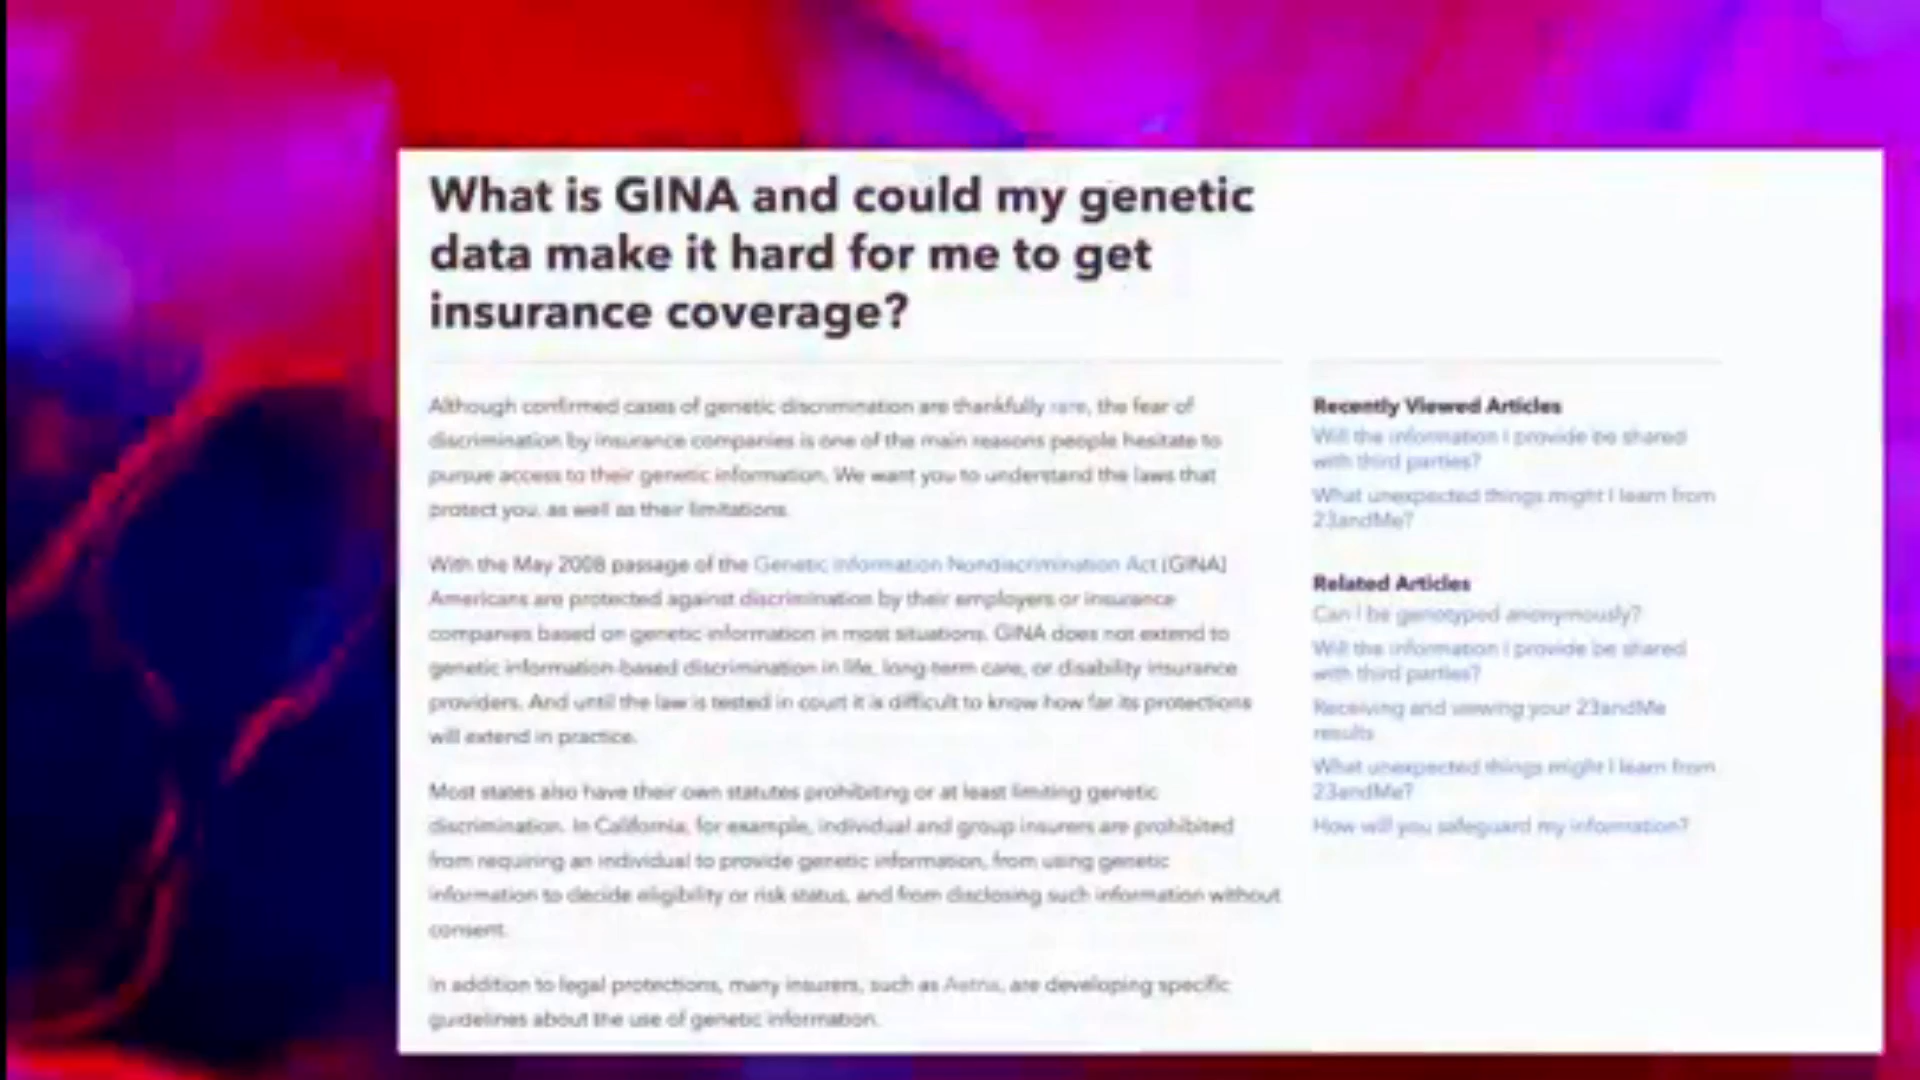 What is GINA and could my genetic
data make it hard for me to get
insurance coverage?
Although confirmed cases of genetic discrimination are thankfully rare, the fear of
discrimination by insurance companies is one of the main reasons people hesitate to
pursue access to their genetic information. We want you to understand the laws that
protect you, as well as their limitations.
With the May 2008 passage of the Genetic Information Nondiscrimination Act (GINA)
Americans are protected against discrimination by their employers or insurance
companies based on genetic information in most situations. GINA does not extend to
genetic information-based discrimination in life, long-term care, or disability insurance
providers. And until the law is tested in court it is difficult to know how far its protections
will extend in practice.
Most states also have their own statutes prohibiting or at least limiting genetic
discrimination. In California, for example, individual and group insurers are prohibited
from requiring an individual to provide genetic information, from using genetic
information to decide eligibility or risk status, and from disclosing such information without
consent.
In addition to legal protections, many insurers, such as Aetna, are developing specific
guidelines about the use of genetic information.
Recently Viewed Articles
Will the information I provide be shared
with third parties?
What unexpected things might I learn from
23andMe?
Related Articles
Can I be genotyped anonymously?
Will the information I provide be shared
with third parties?
Receiving and viewing your 23andMe
results
What unexpected things might I learn from
23andMe?
How will you safeguard my information?